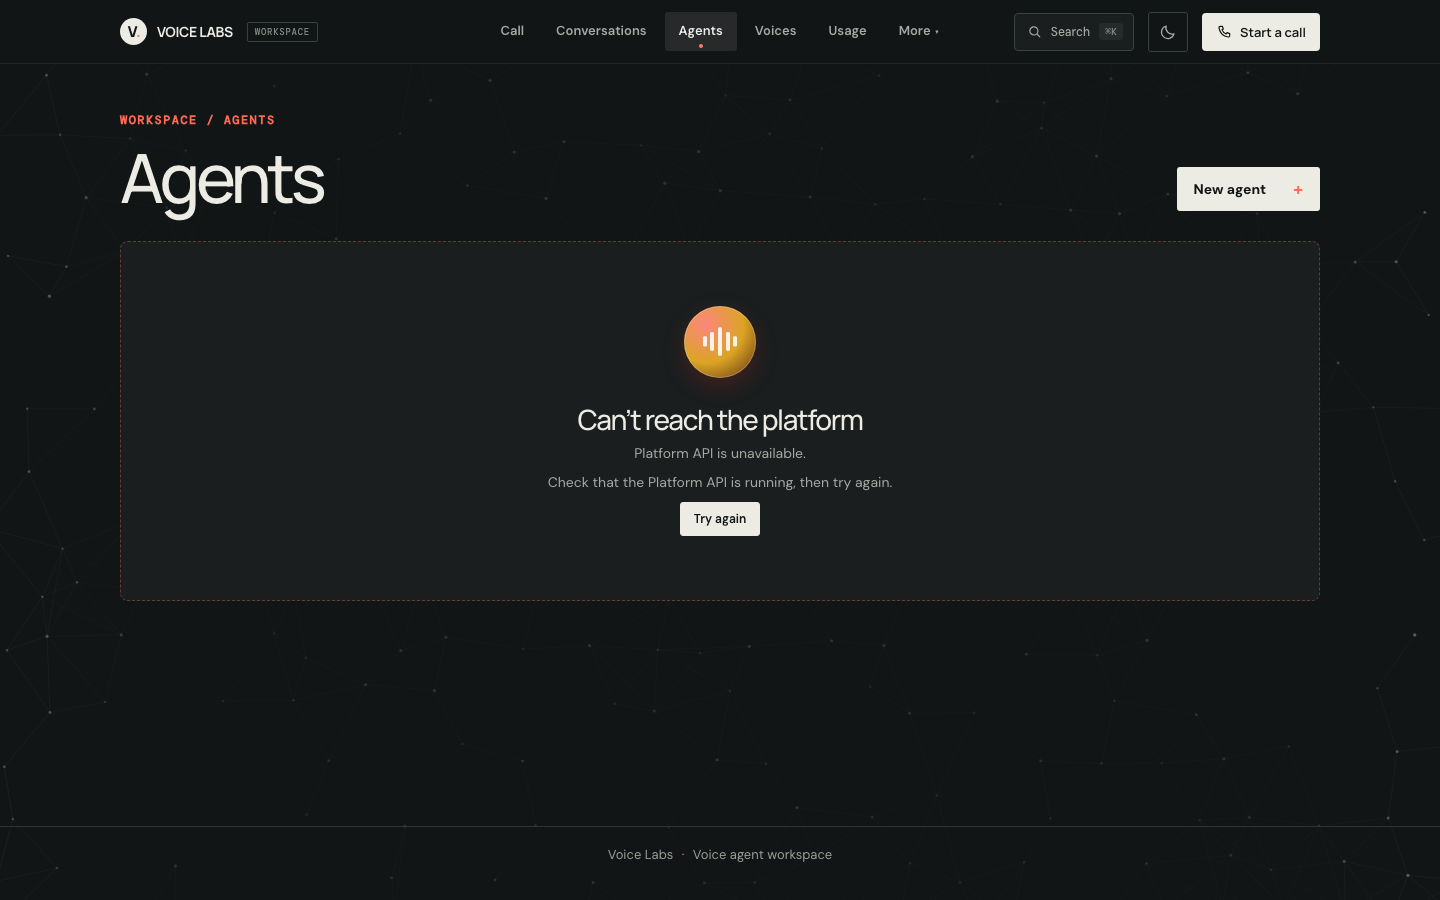 V. VOICE LABS WORKSPACE Call Conversations Agents Voices Usage More Search ⌘K Start a call
WORKSPACE / AGENTS
Agents
New agent +
Can't reach the platform
Platform API is unavailable.
Check that the Platform API is running, then try again.
Try again
Voice Labs · Voice agent workspace